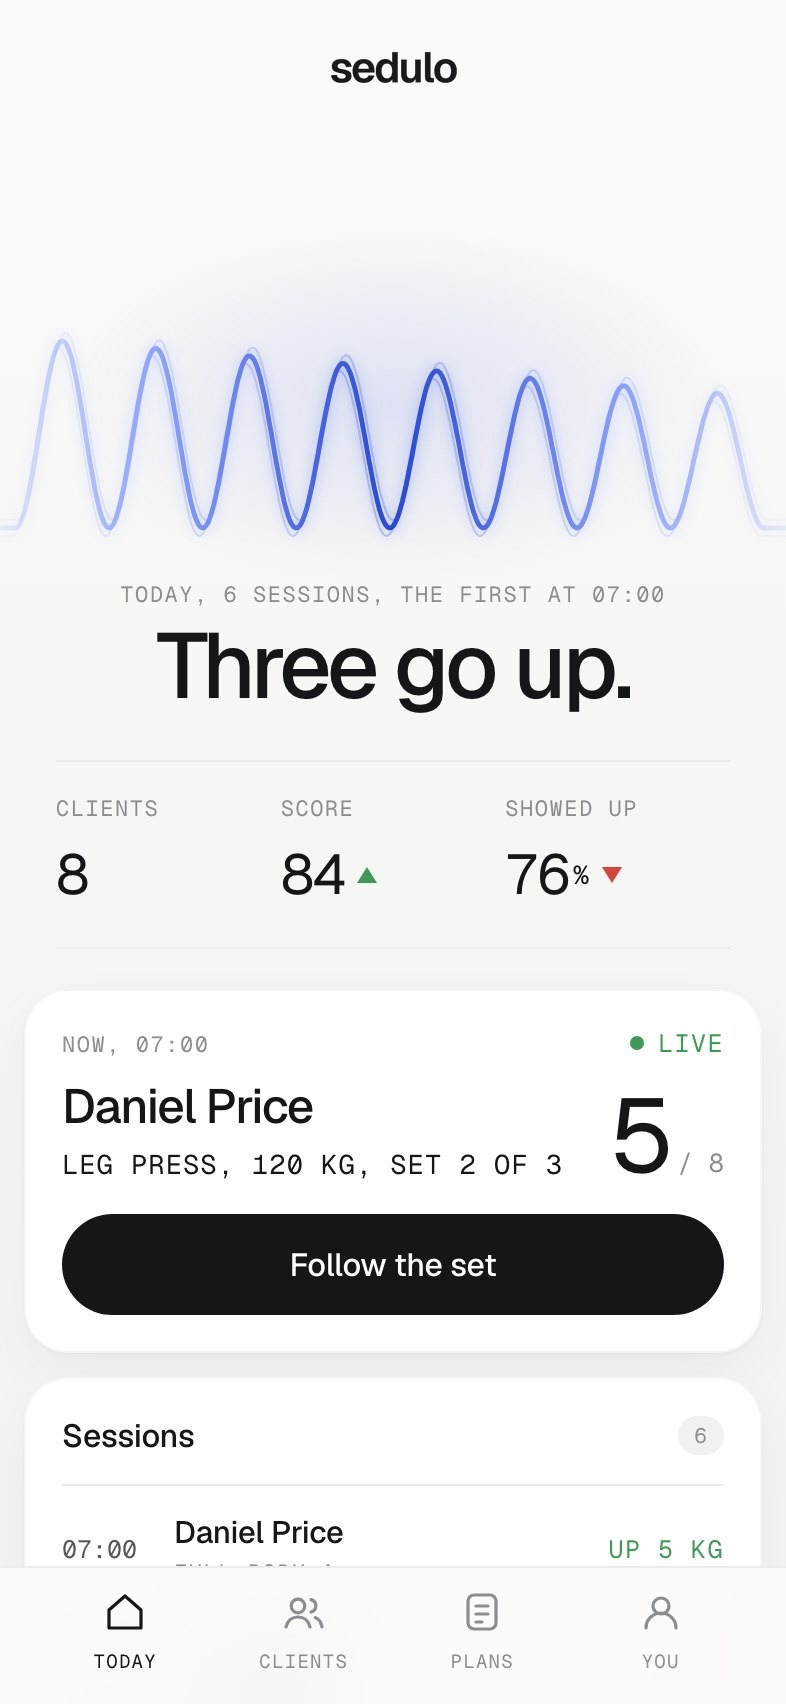 sedulo
TODAY, 6 SESSIONS, THE FIRST AT 07:00
Three go up.
CLIENTS SCORE SHOWED UP
8 84 76%
NOW, 07:00 LIVE
Daniel Price
LEG PRESS, 120 KG, SET 2 OF 3 5 / 8
Follow the set
Sessions 6
Daniel Price
07:00 UP 5 KG
TODAY CLIENTS PLANS YOU